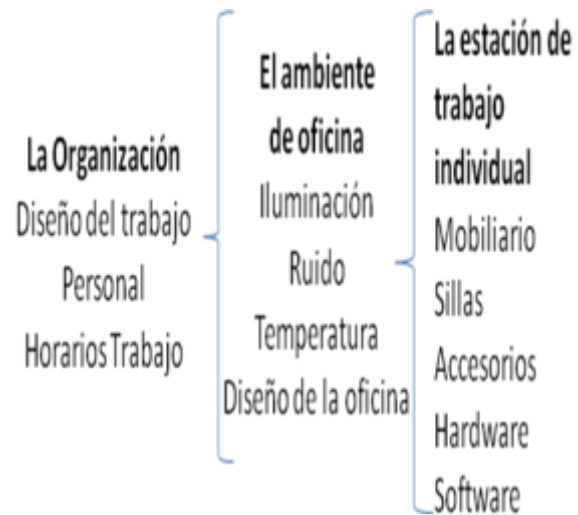 La Organización
Diseño del trabajo
Personal
Horarios Trabajo
El ambiente
de oficina
Iluminación
Ruido
Temperatura
Diseño de la oficina
La estación de
trabajo
individual
Mobiliario
Sillas
Accesorios
Hardware
Software